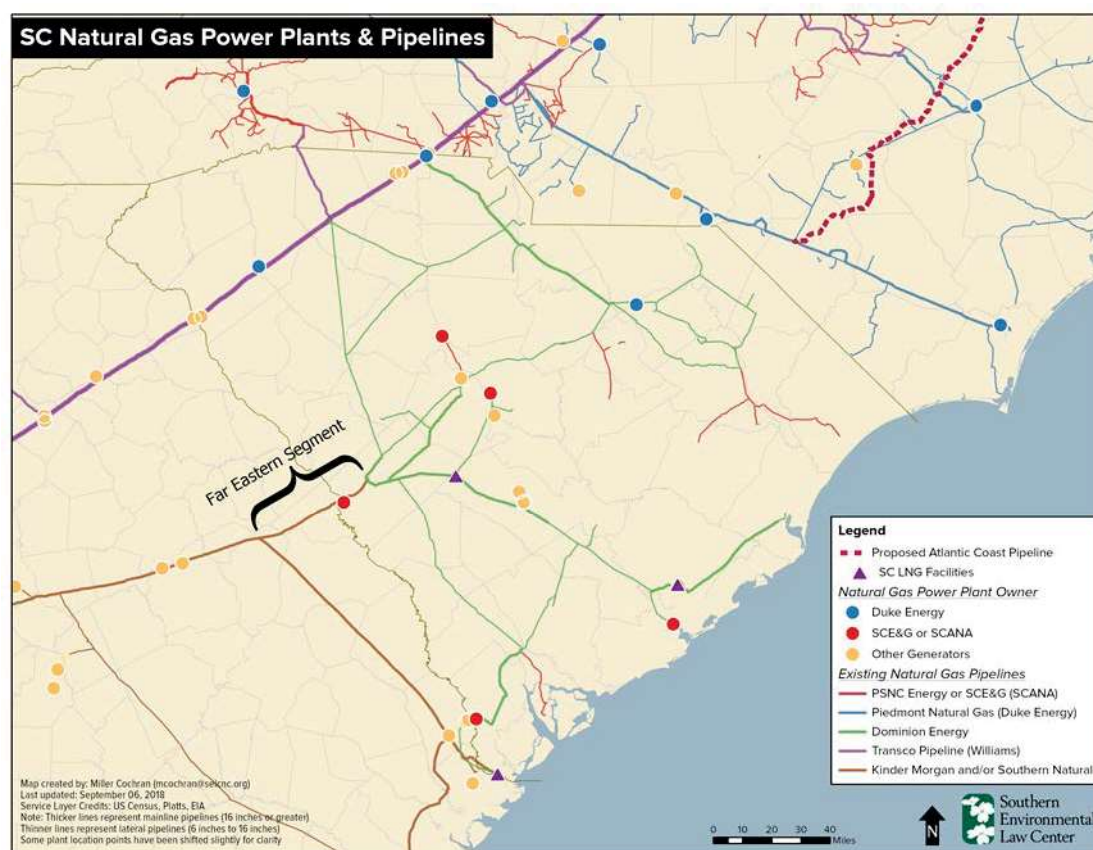 SC Natural Gas Power Plants & Pipelines
Far Eastern Segment
Legend
Proposed Atlantic Coast Pipeline
SC LNG Facilities
Natural Gas Power Plant Owner
Duke Energy
SCE&G or SCANA
Other Generators
Existing Natural Gas Pipelines
PSNC Energy or SCE&G (SCANA)
Piedmont Natural Gas (Duke Energy)
Dominion Energy
Transco Pipeline (Williams)
Kinder Morgan and/or Southern Natural
Map created by: Miller Cochran (mcochran@selcnc.org)
Last updated: September 06, 2018
Service Layer Credits: US Census, Platts, EIA
Note: Thicker lines represent mainline pipelines (16 inches or greater)
Thinner lines represent lateral pipelines (6 inches to 16 inches)
Some plant location points have been shifted slightly for clarity
0 10 20 30 40
Miles
N
Southern
Environmental
Law Center